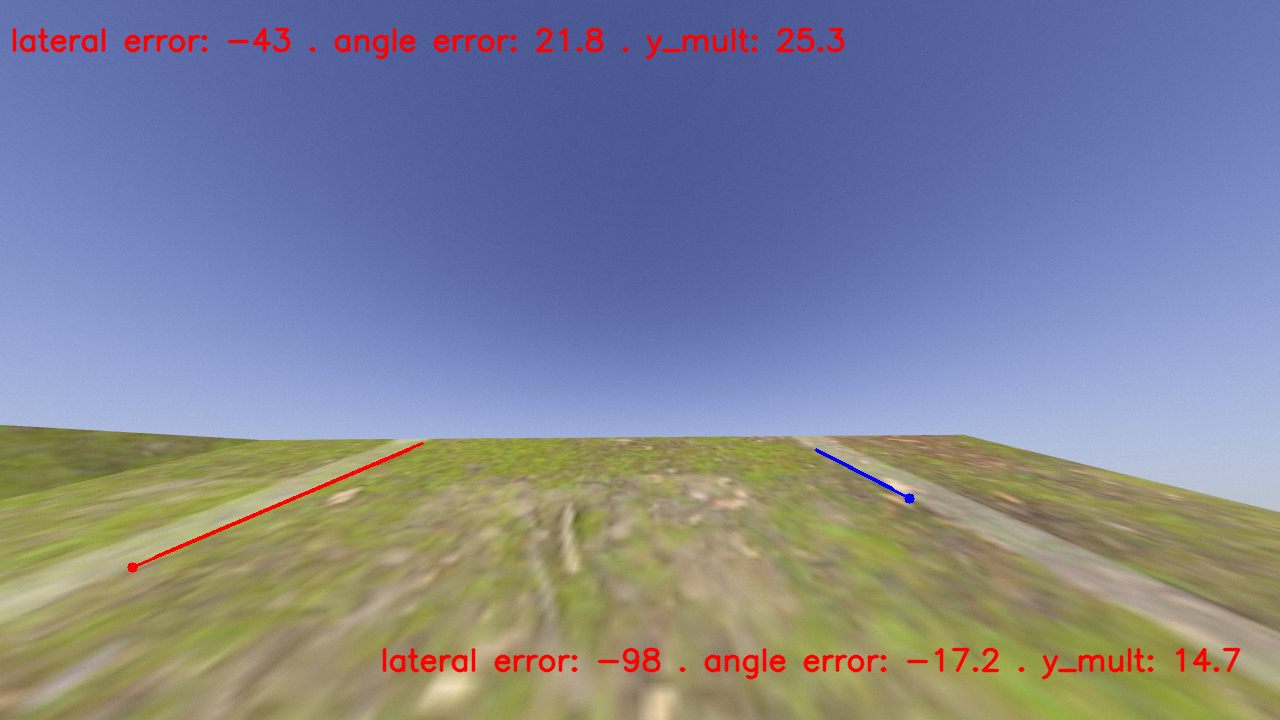 lateral error: -43 . angle error: 21.8 . y_mult: 25.3
lateral error: -98 . angle error: -17.2 . y_mult: 14.7